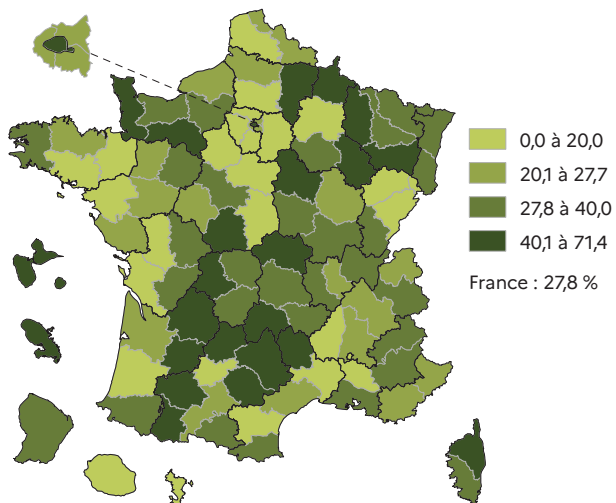 0,0 à 20,0
20,1 à 27,7
27,8 à 40,0
40,1 à 71,4
France : 27,8 %